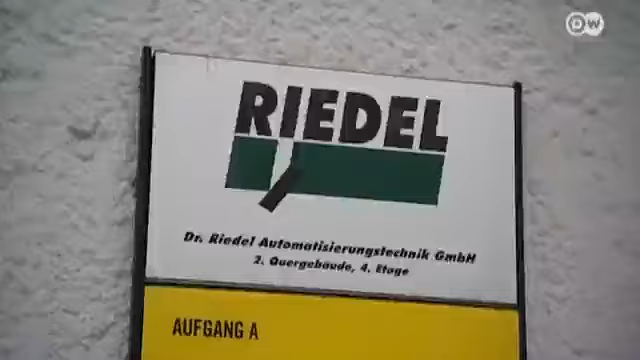 DW
RIEDEL
Dr. Riedel Automatisierungstechnik GmbH
2. Quergebäude, 4. Etage
AUFGANG A